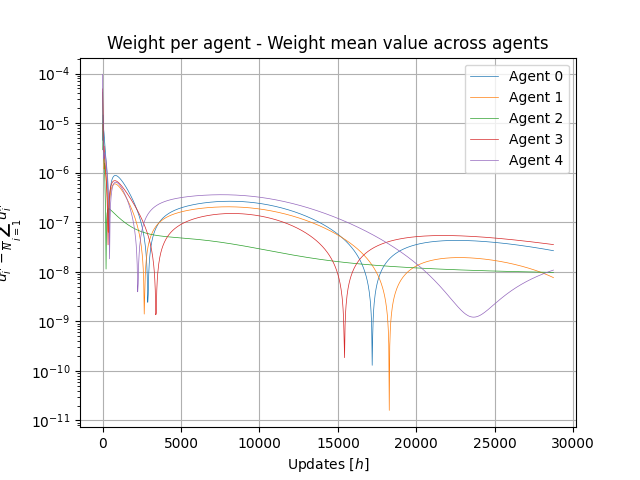 Weight per agent - Weight mean value across agents
10⁻⁴
10⁻⁵
10⁻⁶
10⁻⁷
10⁻⁸
10⁻⁹
10⁻¹⁰
10⁻¹¹
Agent 0
Agent 1
Agent 2
Agent 3
Agent 4
0 5000 10000 15000 20000 25000 30000
Updates [h]